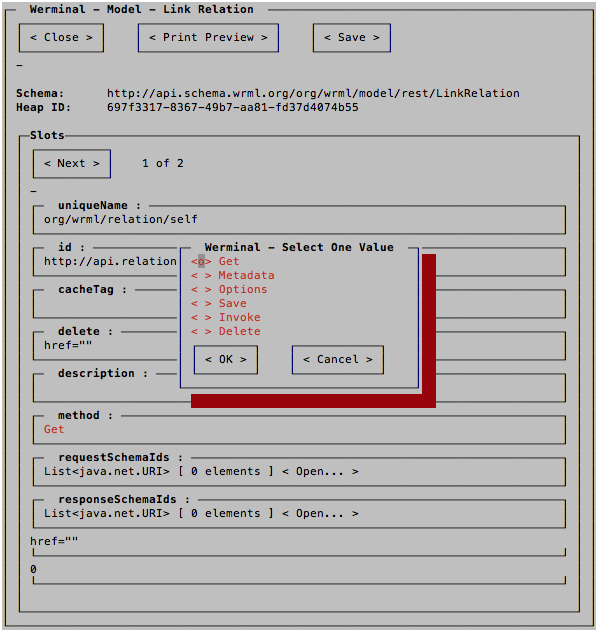 Werminal – Model – Link Relation
< Close > < Print Preview > < Save >
Schema: http://api.schema.wrml.org/org/wrml/model/rest/LinkRelation
Heap ID: 697f3317-8367-49b7-aa81-fd37d4074b55
Slots
< Next > 1 of 2
uniqueName :
org/wrml/relation/self
id :
http://api.relation
cacheTag :
delete :
href=""
description :
Werminal – Select One Value
<o> Get
< > Metadata
< > Options
< > Save
< > Invoke
< > Delete
< OK > < Cancel >
method :
Get
requestSchemaIds :
List<java.net.URI> [ 0 elements ] < Open... >
responseSchemaIds :
List<java.net.URI> [ 0 elements ] < Open... >
href=""
0